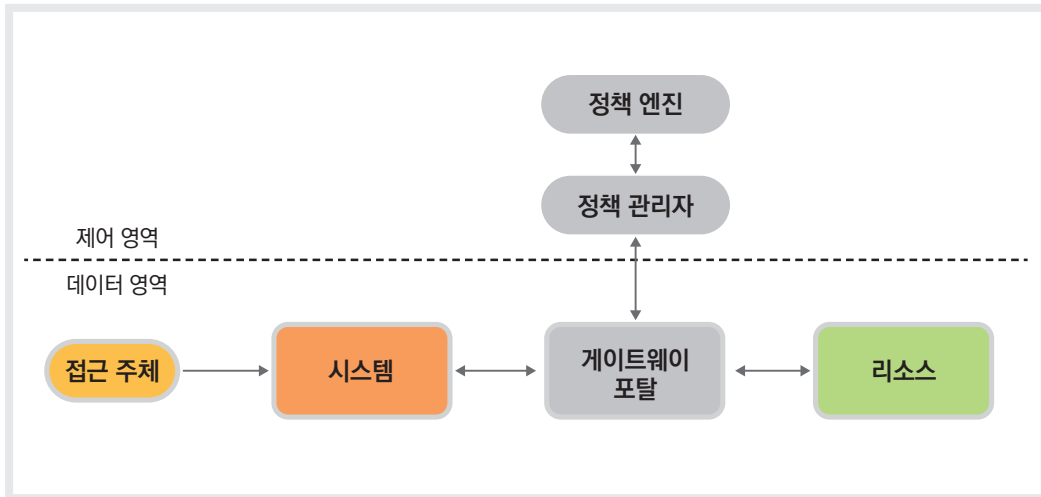 정책 엔진
정책 관리자
제어 영역
데이터 영역
접근 주체
시스템
게이트웨이
포탈
리소스